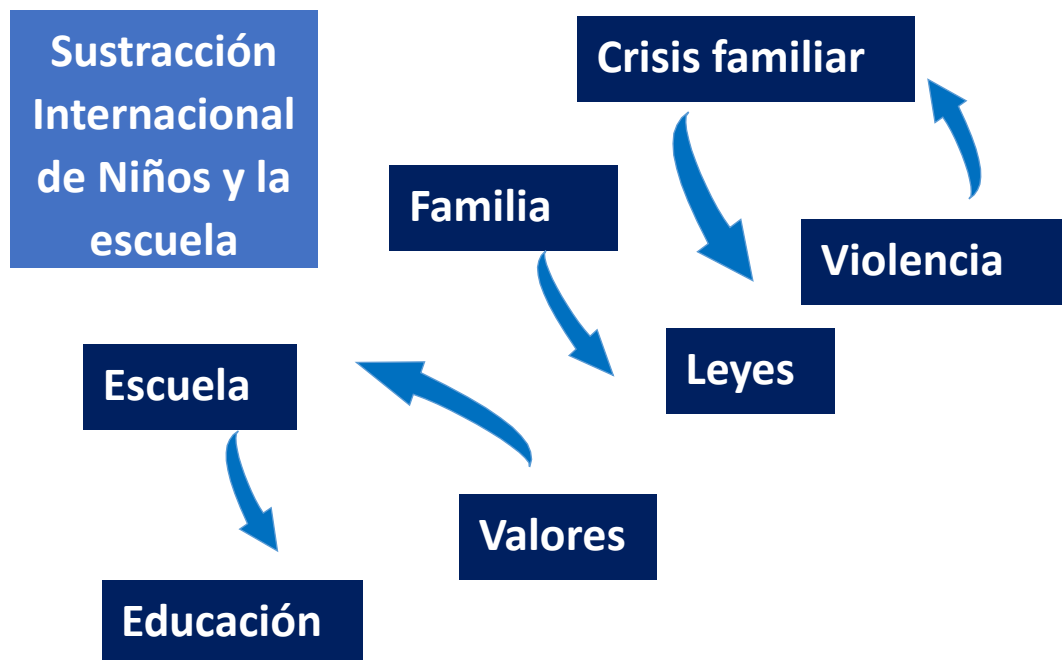 Sustracción
Internacional
de Niños y la
escuela
Crisis familiar
Familia
Violencia
Leyes
Escuela
Valores
Educación